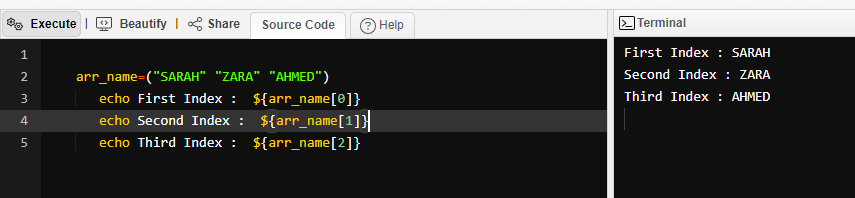 Execute | Beautify | Share Source Code ? Help
1
2 arr_name=("SARAH" "ZARA" "AHMED")
3 echo First Index :  ${arr_name[0]}
4 echo Second Index :  ${arr_name[1]}
5 echo Third Index :  ${arr_name[2]}
Terminal
First Index : SARAH
Second Index : ZARA
Third Index : AHMED